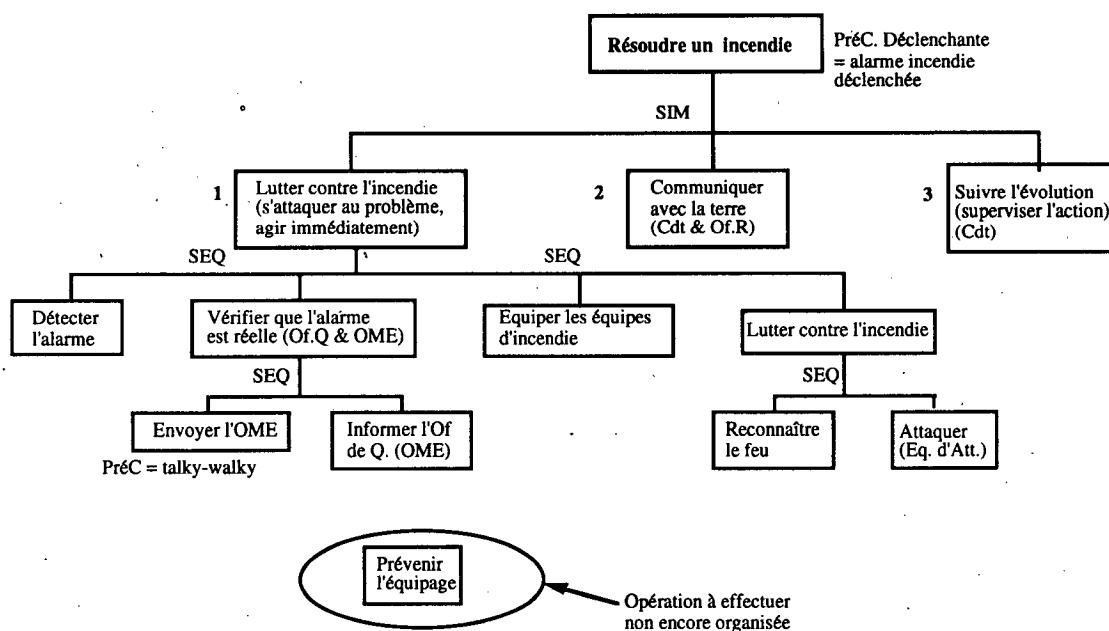 Résoudre un incendie
PréC. Déclenchante
= alarme incendie
déclenchée
SIM
1
Lutter contre l'incendie
(s'attaquer au problème,
agir immédiatement)
2
Communiquer
avec la terre
(Cdt & Of.R)
3
Suivre l'évolution
(superviser l'action)
(Cdt)
SEQ
SEQ
Détecter
l'alarme
Vérifier que l'alarme
est réelle (Of.Q & OME)
Equiper les équipes
d'incendie
Lutter contre l'incendie
SEQ
SEQ
Envoyer l'OME
Informer l'Of
de Q. (OME)
Reconnaître
le feu
Attaquer
(Eq. d'Att.)
PréC = talky-walky
Prévenir
l'équipage
Opération à effectuer
non encore organisée